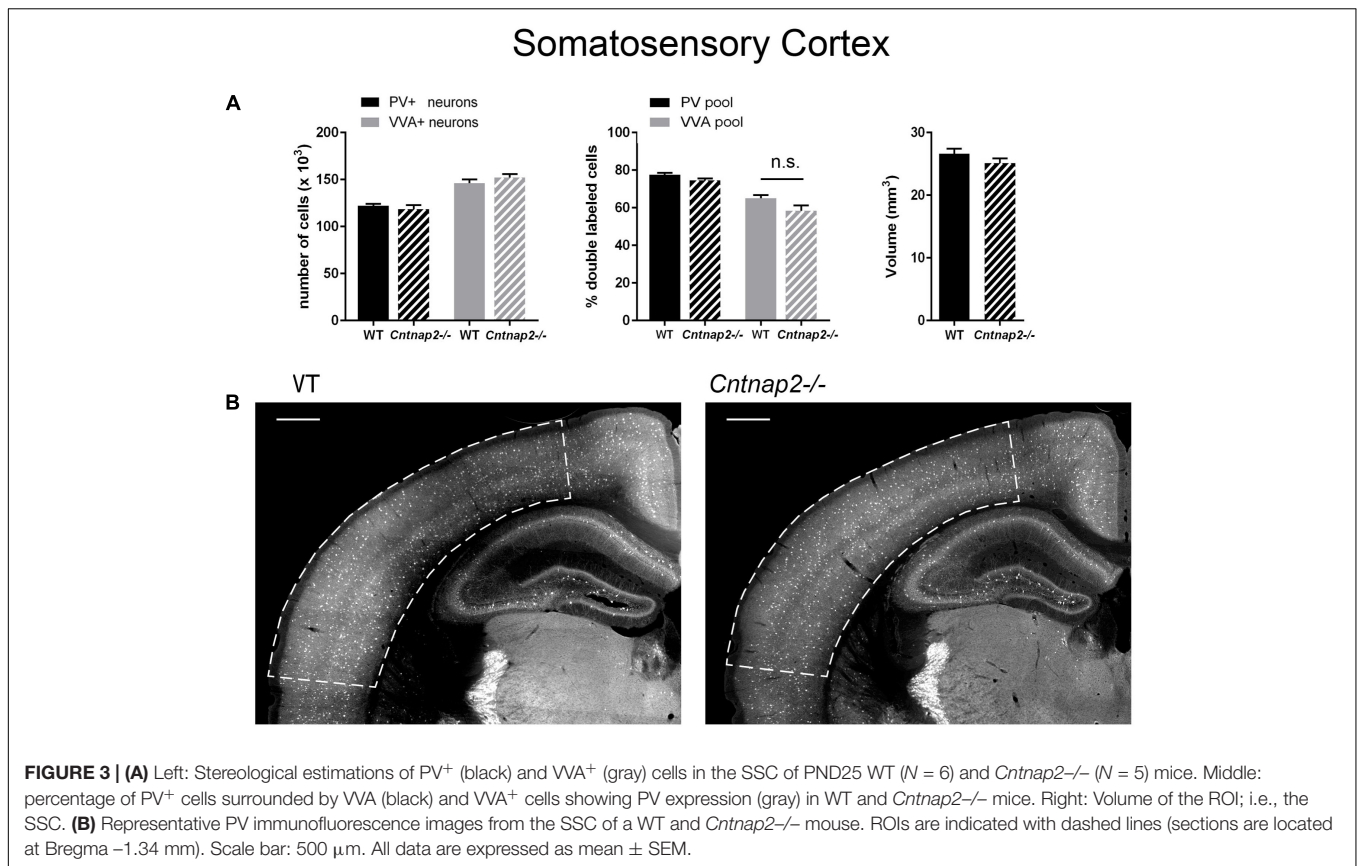 Somatosensory Cortex
A
PV+ neurons
VVA+ neurons
number of cells (x 10³)
200
150
100
50
0
WT Cntnap2-/- WT Cntnap2-/-
PV pool
VVA pool
% double labeled cells
100
80
60
40
20
0
n.s.
WT Cntnap2-/- WT Cntnap2-/-
Volume (mm³)
30
20
10
0
WT Cntnap2-/-
B
VT
Cntnap2-/-
FIGURE 3 | (A) Left: Stereological estimations of PV⁺ (black) and VVA⁺ (gray) cells in the SSC of PND25 WT (N = 6) and Cntnap2–/– (N = 5) mice. Middle:
percentage of PV⁺ cells surrounded by VVA (black) and VVA⁺ cells showing PV expression (gray) in WT and Cntnap2–/– mice. Right: Volume of the ROI; i.e., the
SSC. (B) Representative PV immunofluorescence images from the SSC of a WT and Cntnap2–/– mouse. ROIs are indicated with dashed lines (sections are located
at Bregma –1.34 mm). Scale bar: 500 μm. All data are expressed as mean ± SEM.